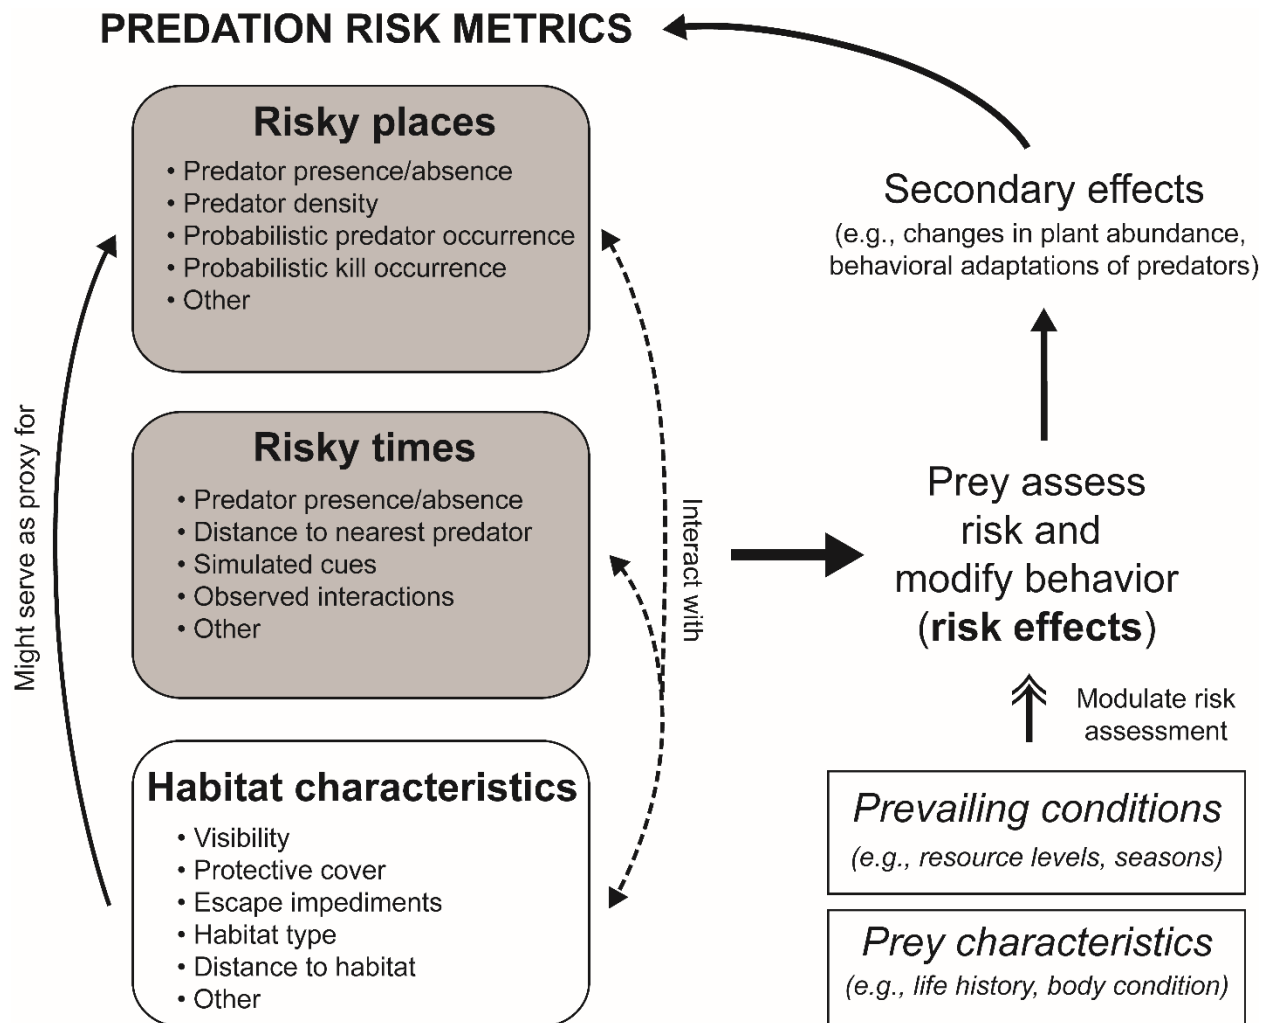 PREDATION RISK METRICS
Risky places
• Predator presence/absence
• Predator density
• Probabilistic predator occurrence
• Probabilistic kill occurrence
• Other
Risky times
• Predator presence/absence
• Distance to nearest predator
• Simulated cues
• Observed interactions
• Other
Habitat characteristics
• Visibility
• Protective cover
• Escape impediments
• Habitat type
• Distance to habitat
• Other
Might serve as proxy for
Interact with
Secondary effects
(e.g., changes in plant abundance,
behavioral adaptations of predators)
Prey assess
risk and
modify behavior
(risk effects)
Modulate risk
assessment
Prevailing conditions
(e.g., resource levels, seasons)
Prey characteristics
(e.g., life history, body condition)